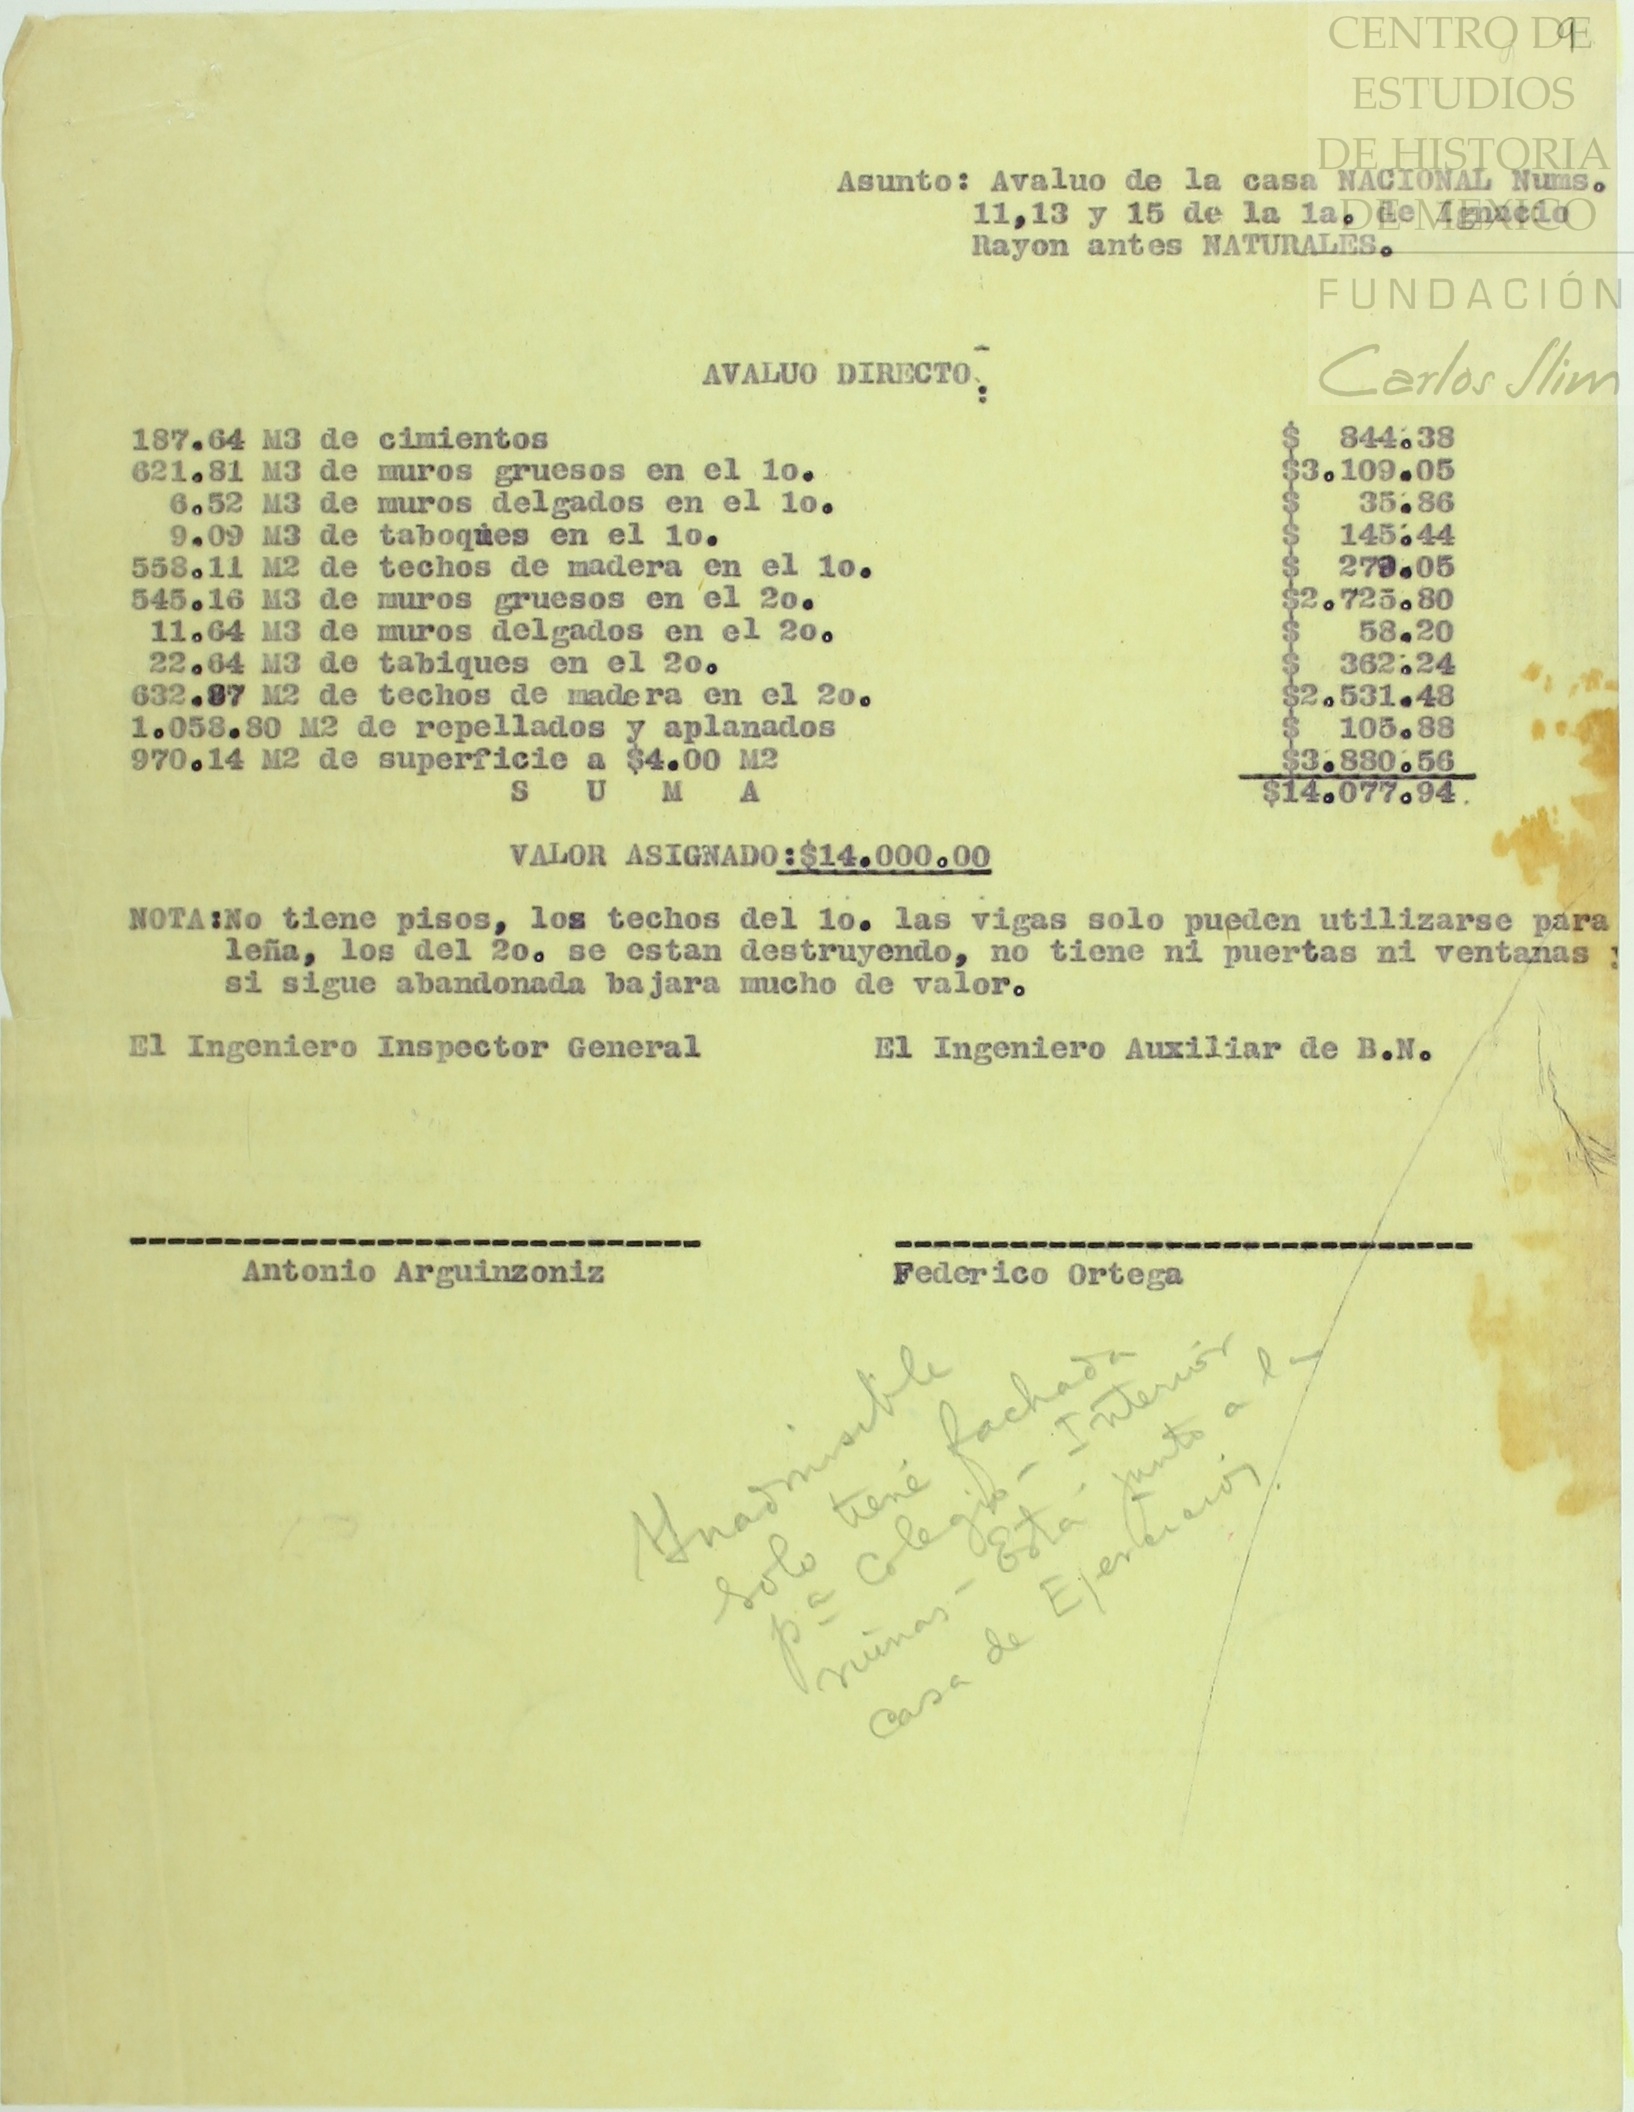 9
CENTRO DE
ESTUDIOS
DE HISTORIA
DE MÉXICO
FUNDACIÓN
Carlos Slim
Asunto: Avaluo de la casa NACIONAL Nums.
11,13 y 15 de la 1a. de Ignacio
Rayon antes NATURALES.
AVALUO DIRECTO:
187.64 M3 de cimientos $ 844.38
621.81 M3 de muros gruesos en el 1o. $3.109.05
6.52 M3 de muros delgados en el 1o. $ 35.86
9.09 M3 de taboques en el 1o. $ 145.44
558.11 M2 de techos de madera en el 1o. $ 279.05
545.16 M3 de muros gruesos en el 2o. $2.725.80
11.64 M3 de muros delgados en el 2o. $ 58.20
22.64 M3 de tabiques en el 2o. $ 362.24
632.87 M2 de techos de madera en el 2o. $2.531.48
1.058.80 M2 de repellados y aplanados $ 105.88
970.14 M2 de superficie a $4.00 M2 $3.880.56
S U M A $14.077.94.
VALOR ASIGNADO:$14.000.00
NOTA:No tiene pisos, los techos del 1o. las vigas solo pueden utilizarse para
leña, los del 2o. se estan destruyendo, no tiene ni puertas ni ventanas y
si sigue abandonada bajara mucho de valor.
El Ingeniero Inspector General El Ingeniero Auxiliar de B.N.
Antonio Arguinzoniz Federico Ortega
Ynadmisible
solo tiene fachada
pa Colegio - Interior
ruinas - Está junto a la
casa de Ejercicios.